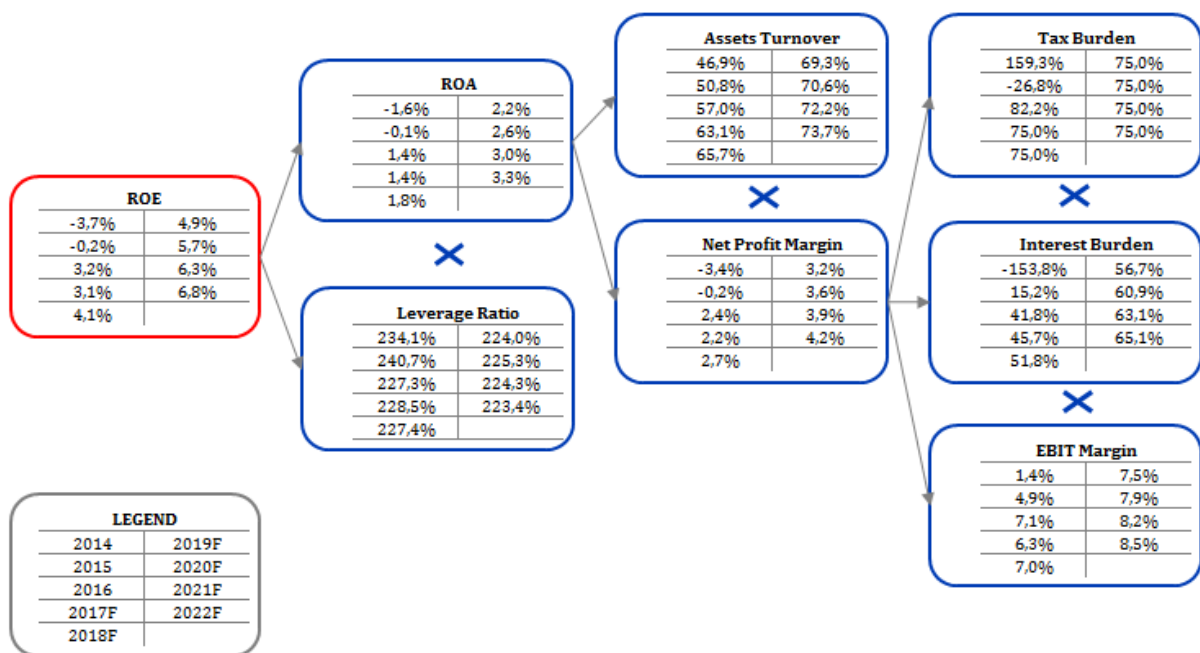 ROE
-3,7% 4,9%
-0,2% 5,7%
3,2% 6,3%
3,1% 6,8%
4,1%
ROA
-1,6% 2,2%
-0,1% 2,6%
1,4% 3,0%
1,4% 3,3%
1,8%
Leverage Ratio
234,1% 224,0%
240,7% 225,3%
227,3% 224,3%
228,5% 223,4%
227,4%
Assets Turnover
46,9% 69,3%
50,8% 70,6%
57,0% 72,2%
63,1% 73,7%
65,7%
Net Profit Margin
-3,4% 3,2%
-0,2% 3,6%
2,4% 3,9%
2,2% 4,2%
2,7%
Tax Burden
159,3% 75,0%
-26,8% 75,0%
82,2% 75,0%
75,0% 75,0%
75,0%
Interest Burden
-153,8% 56,7%
15,2% 60,9%
41,8% 63,1%
45,7% 65,1%
51,8%
EBIT Margin
1,4% 7,5%
4,9% 7,9%
7,1% 8,2%
6,3% 8,5%
7,0%
LEGEND
2014 2019F
2015 2020F
2016 2021F
2017F 2022F
2018F